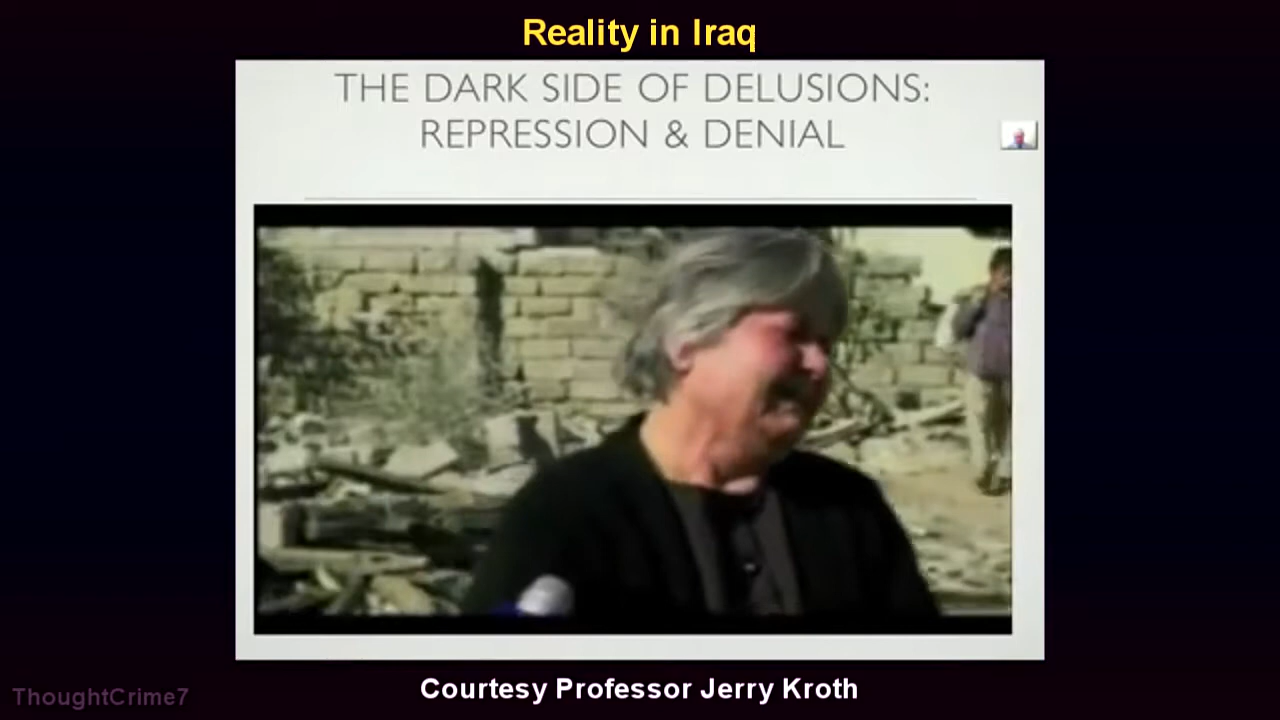 Reality in Iraq
THE DARK SIDE OF DELUSIONS:
REPRESSION & DENIAL
Courtesy Professor Jerry Kroth
ThoughtCrime7